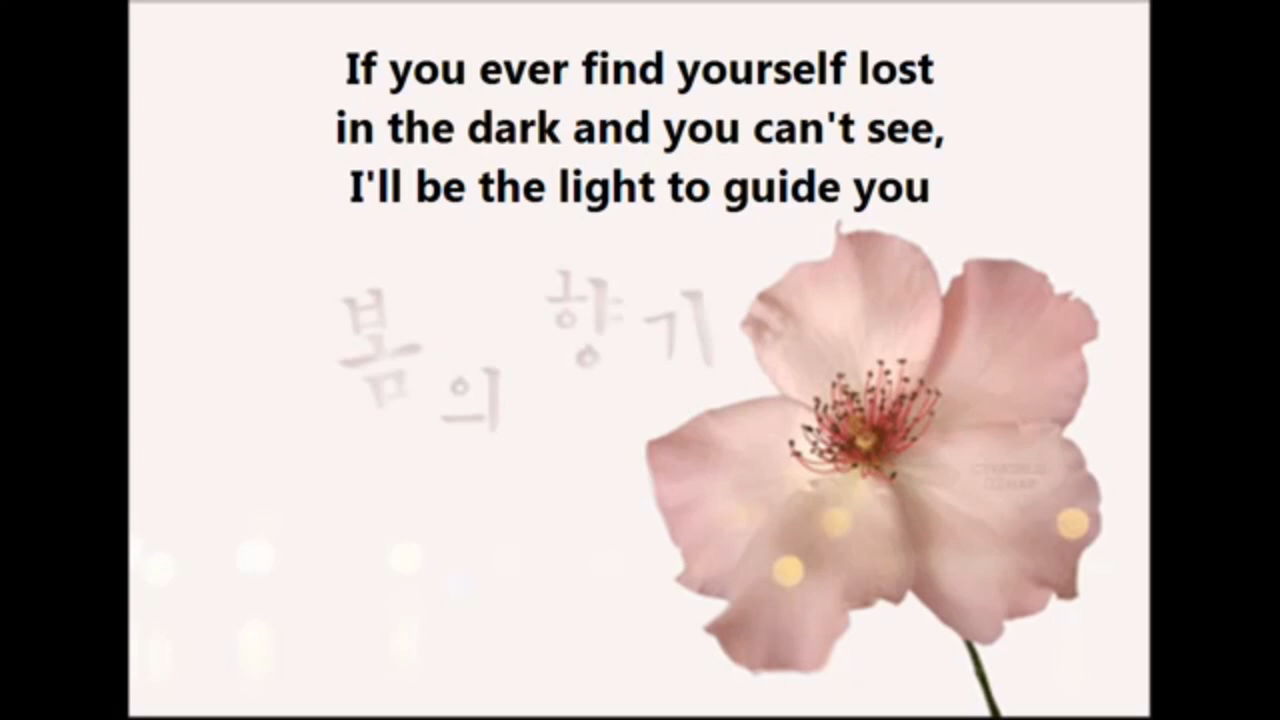 If you ever find yourself lost
in the dark and you can't see,
I'll be the light to guide you
봄의 향기